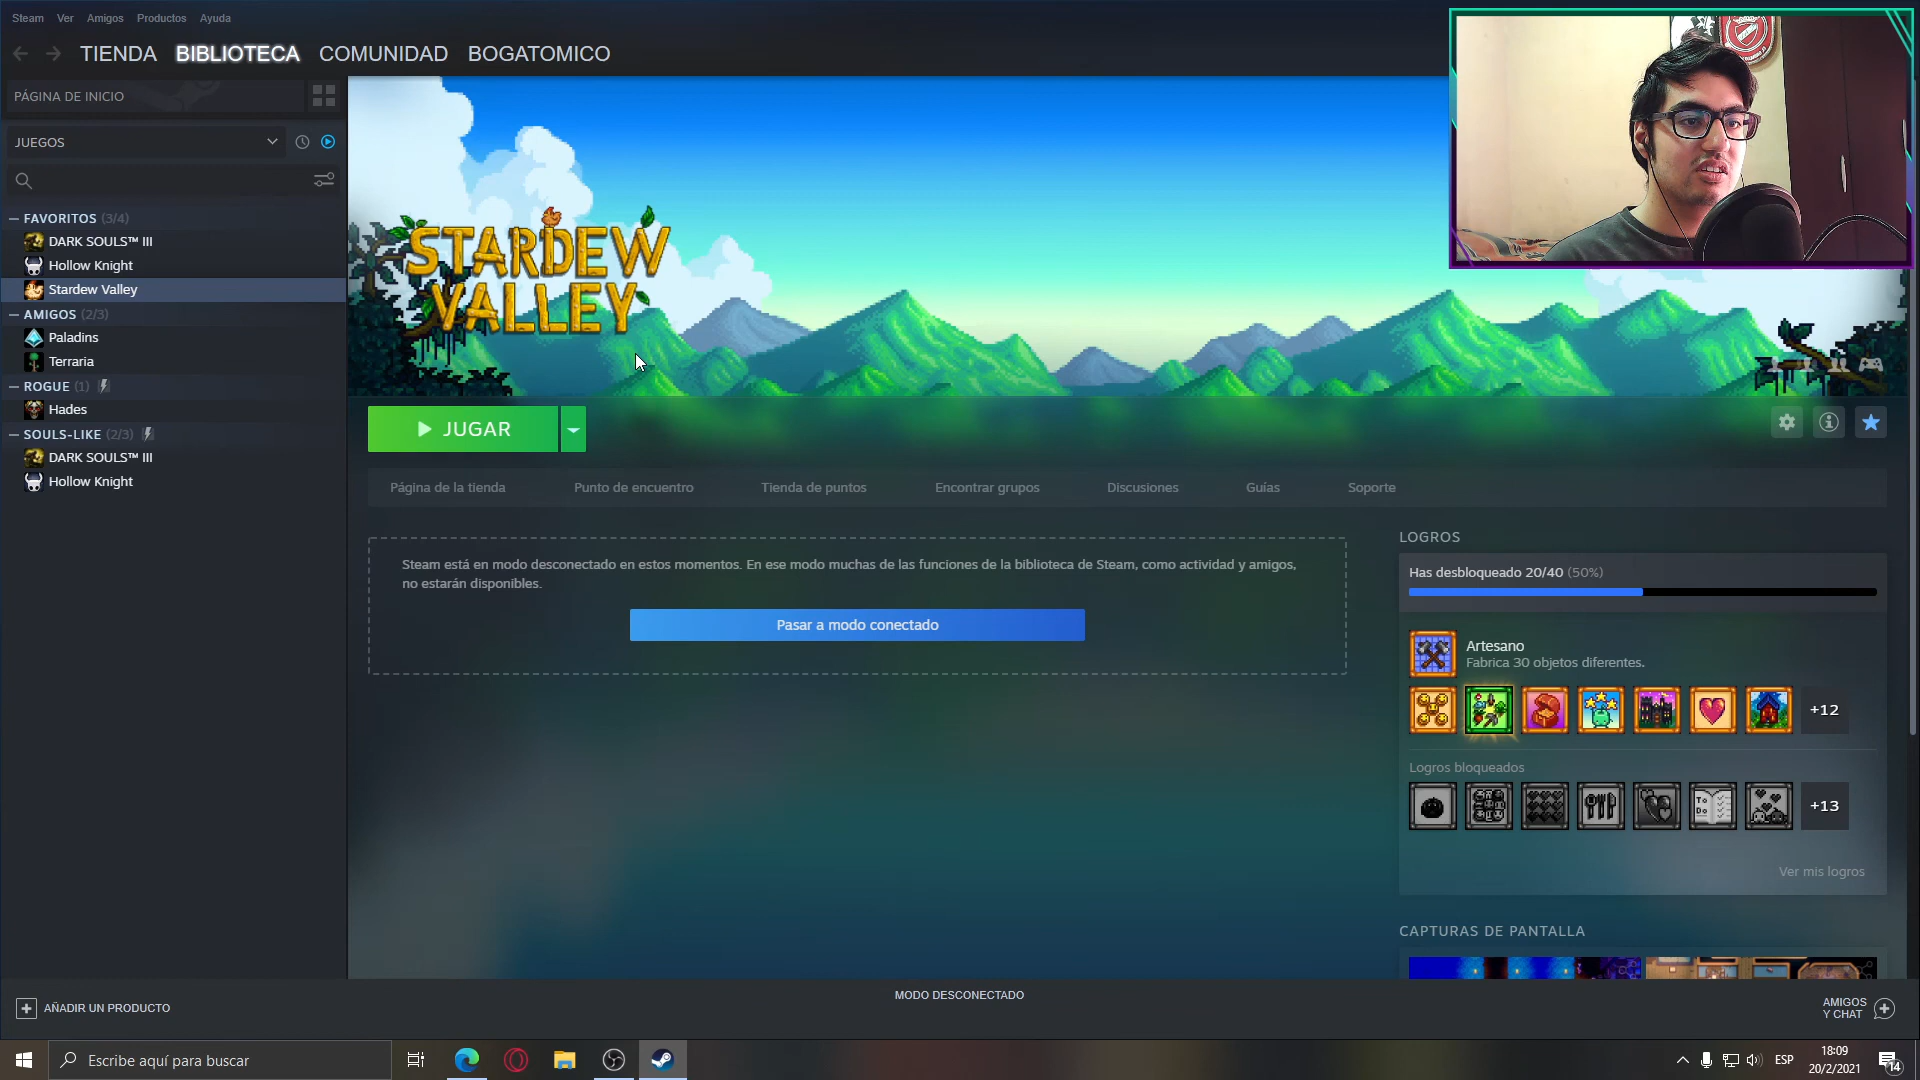 Steam Ver Amigos Productos Ayuda
TIENDA BIBLIOTECA COMUNIDAD BOGATOMICO
PÁGINA DE INICIO
JUEGOS
FAVORITOS (3/4)
DARK SOULS™ III
Hollow Knight
Stardew Valley
AMIGOS (2/3)
Paladins
Terraria
ROGUE (1)
Hades
SOULS-LIKE (2/3)
DARK SOULS™ III
Hollow Knight
STARDEW
VALLEY
JUGAR
Página de la tienda Punto de encuentro Tienda de puntos Encontrar grupos Discusiones Guías Soporte
Steam está en modo desconectado en estos momentos. En ese modo muchas de las funciones de la biblioteca de Steam, como actividad y amigos,
no estarán disponibles.
Pasar a modo conectado
LOGROS
Has desbloqueado 20/40 (50%)
Artesano
Fabrica 30 objetos diferentes.
+12
Logros bloqueados
To
Do
+13
Ver mis logros
CAPTURAS DE PANTALLA
AÑADIR UN PRODUCTO
MODO DESCONECTADO
AMIGOS
Y CHAT
Escribe aquí para buscar
ESP
18:09
20/2/2021
14